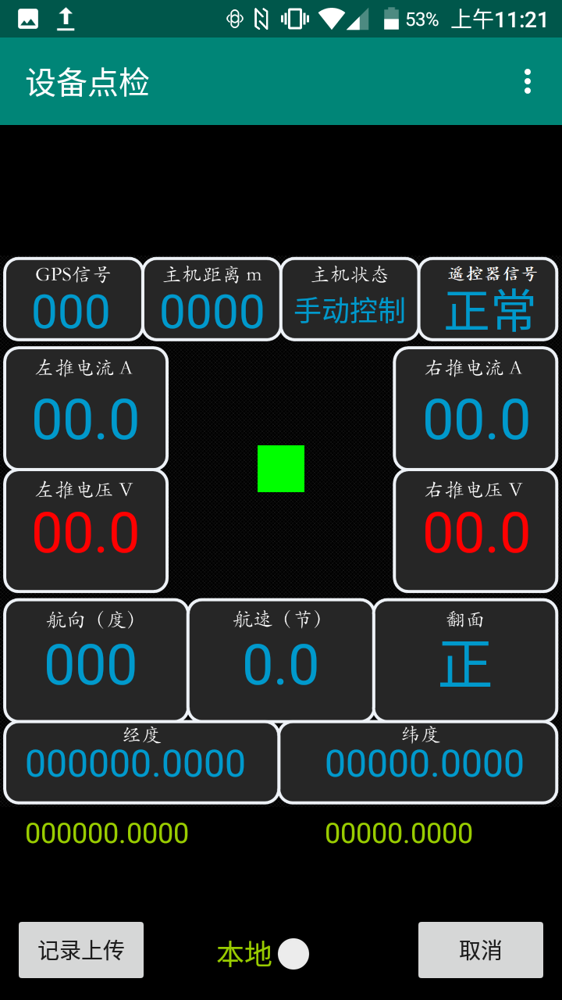 53% 上午11:21
设备点检
GPS信号 主机距离 m 主机状态 遥控器信号
000 0000 手动控制 正常
左推电流 A 右推电流 A
00.0 00.0
左推电压 V 右推电压 V
00.0 00.0
航向（度） 航速（节） 翻面
000 0.0 正
经度 纬度
000000.0000 00000.0000
000000.0000 00000.0000
记录上传 本地 取消